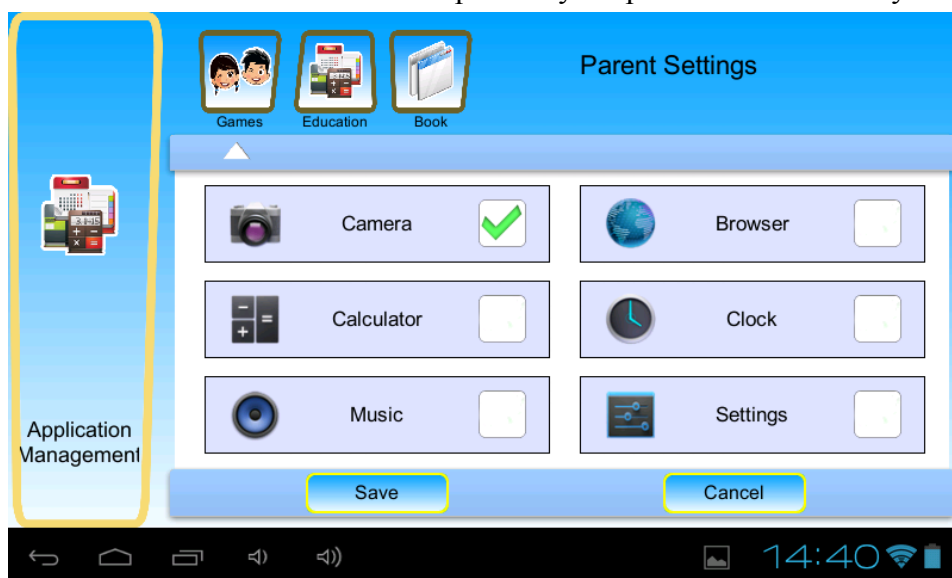 Parent Settings
Games Education Book
Camera Browser
Calculator Clock
Music Settings
Application
Management
Save Cancel
14:40